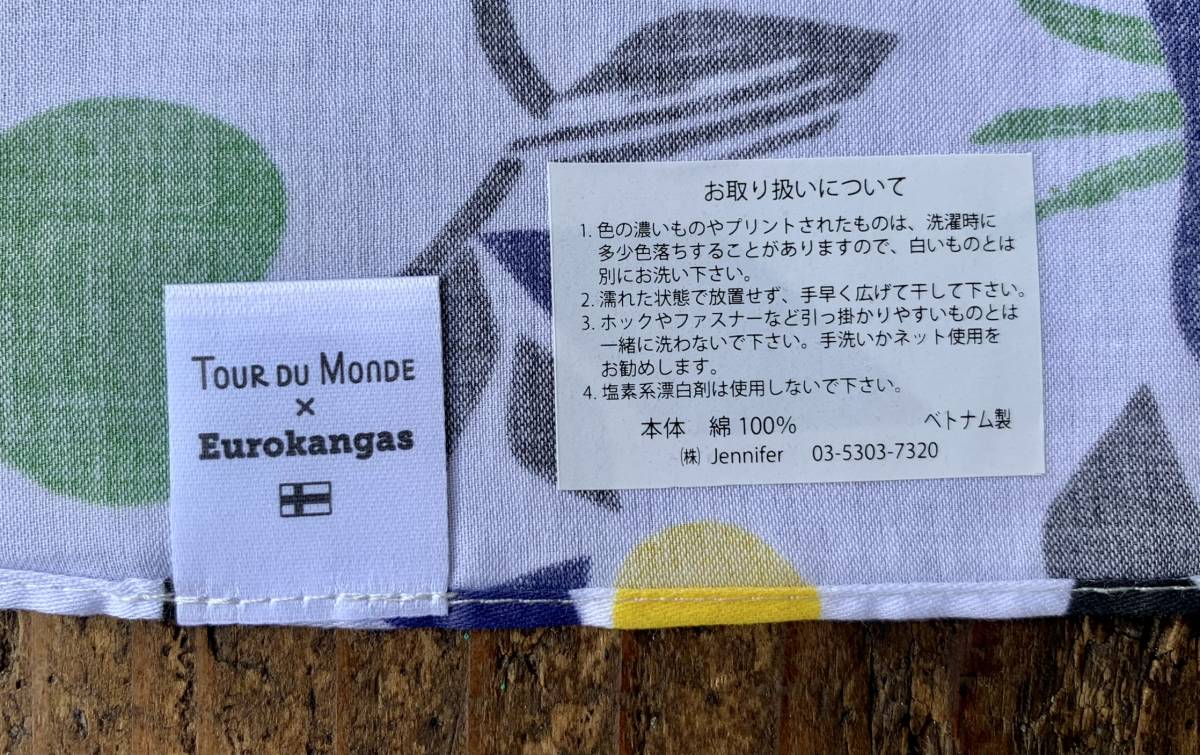 TOUR DU MONDE
×
Eurokangas
お取り扱いについて
1. 色の濃いものやプリントされたものは、洗濯時に
多少色落ちすることがありますので、白いものとは
別にお洗い下さい。
2. 濡れた状態で放置せず、手早く広げて干して下さい。
3. ホックやファスナーなど引っ掛かりやすいものとは
一緒に洗わないで下さい。手洗いかネット使用を
お勧めします。
4. 塩素系漂白剤は使用しないで下さい。
本体 綿 100% ベトナム製
㈱ Jennifer 03-5303-7320